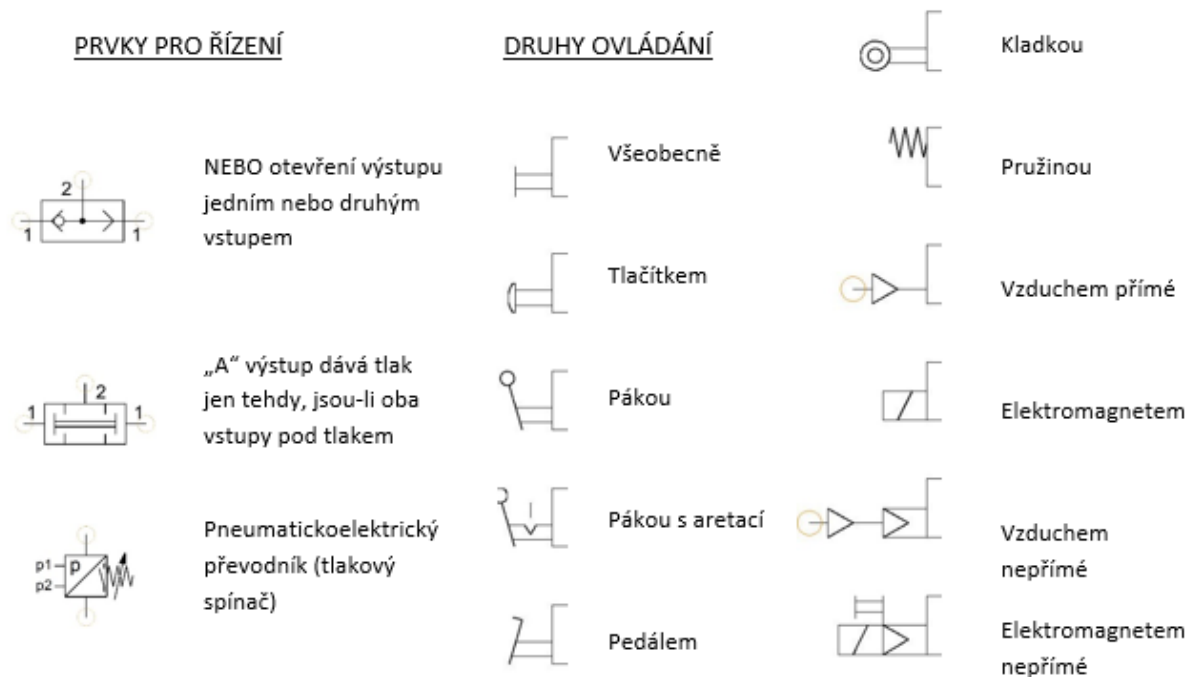 PRVKY PRO ŘÍZENÍ
2
1
1
NEBO otevření výstupu
jedním nebo druhým
vstupem
2
1
1
„A“ výstup dává tlak
jen tehdy, jsou-li oba
vstupy pod tlakem
p1
p
p2
Pneumatickoelektrický
převodník (tlakový
spínač)
DRUHY OVLÁDÁNÍ
Všeobecně
Tlačítkem
Pákou
Pákou s aretací
Pedálem
Kladkou
Pružinou
Vzduchem přímé
Elektromagnetem
Vzduchem
nepřímé
Elektromagnetem
nepřímé